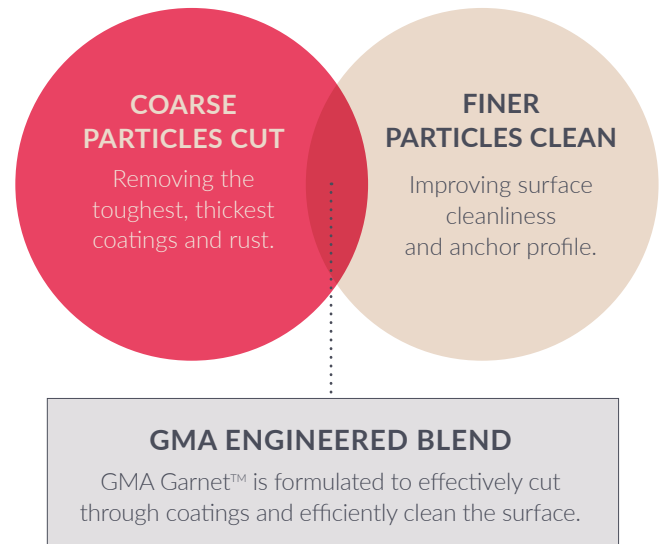 COARSE
PARTICLES CUT
Removing the
toughest, thickest
coatings and rust.
FINER
PARTICLES CLEAN
Improving surface
cleanliness
and anchor profile.
GMA ENGINEERED BLEND
GMA Garnet™ is formulated to effectively cut
through coatings and efficiently clean the surface.